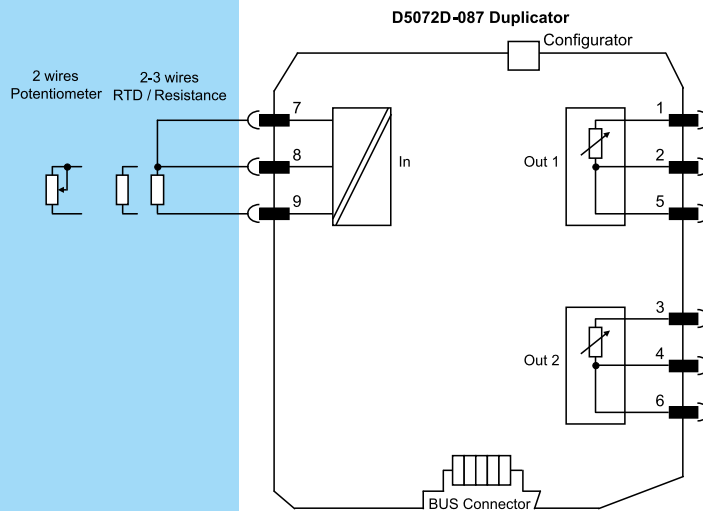 D5072D-087 Duplicator
Configurator
2 wires
Potentiometer
2-3 wires
RTD / Resistance
7
8
9
In
Out 1
1
2
5
Out 2
3
4
6
BUS Connector